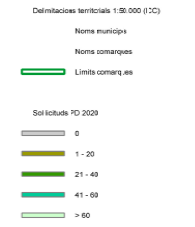 Delimitacions territorials 1:50.000 (ICC)
Noms municipis
Noms comarques
Límits comarques
Sol·licituds PD 2020
0
1 - 20
21 - 40
41 - 60
> 60